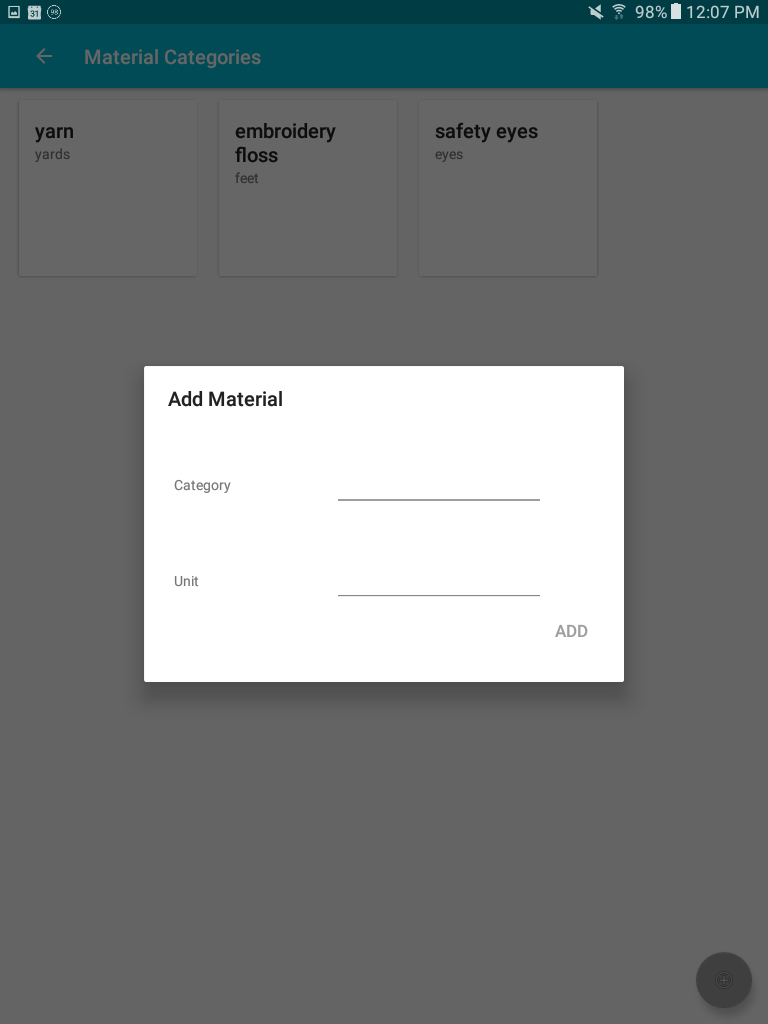 31
98
98% 12:07 PM
Material Categories
yarn
yards
embroidery
floss
feet
safety eyes
eyes
Add Material
Category
Unit
ADD